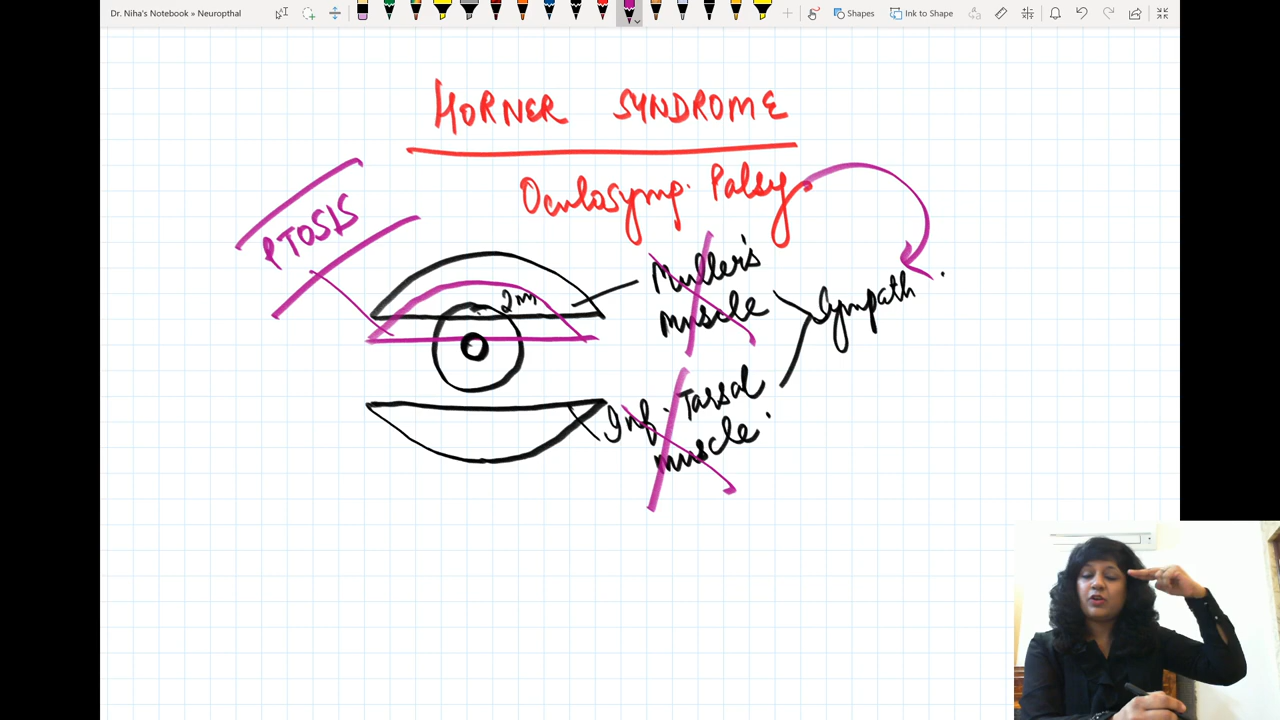 Dr. Niha's Notebook » Neuropthal
Shapes
Ink to Shape
HORNER SYNDROME
Oculosymp. Palsy
PTOSIS
2m
Muller's
muscle
Sympath.
Inf. Tarsal
muscle